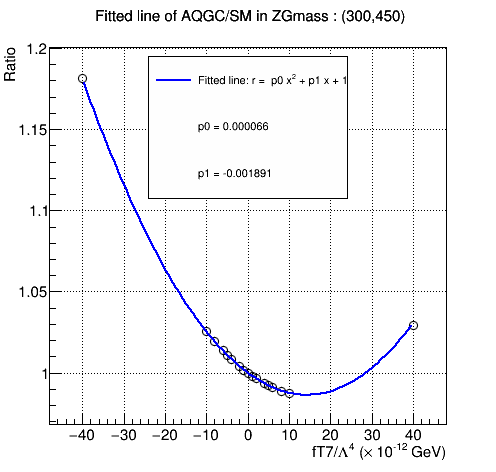 Fitted line of AQGC/SM in ZGmass : (300,450)
Ratio
1.2
1.15
1.1
1.05
1
Fitted line: r = p0 x² + p1 x + 1
p0 = 0.000066
p1 = -0.001891
−40 −30 −20 −10 0 10 20 30 40
fT7/Λ⁴ (× 10⁻¹² GeV)